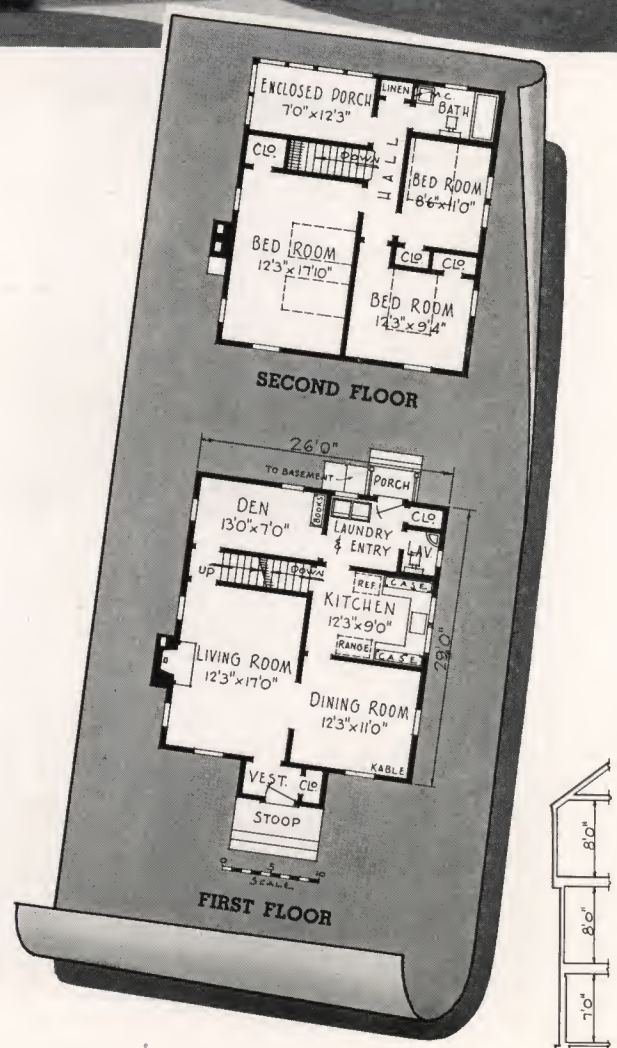 ENCLOSED PORCH
7'0" x 12'3"
LINEN
A.C.
BATH
CLO.
DOWN
HALL
BED ROOM
8'6" x 11'0"
BED ROOM
12'3" x 17'10"
CLO.
CLO.
BED ROOM
12'3" x 9'4"
SECOND FLOOR
26'0"
TO BASEMENT
PORCH
DEN
13'0" x 7'0"
BOOKS
LAUNDRY
& ENTRY
CLO.
LAV.
UP
DOWN
REF.
CASE
KITCHEN
12'3" x 9'0"
RANGE
CASE
29'0"
LIVING ROOM
12'3" x 17'0"
DINING ROOM
12'3" x 11'0"
KABLE
VEST.
CLO.
STOOP
0 5 10
SCALE
FIRST FLOOR
8'0"
8'0"
7'0"